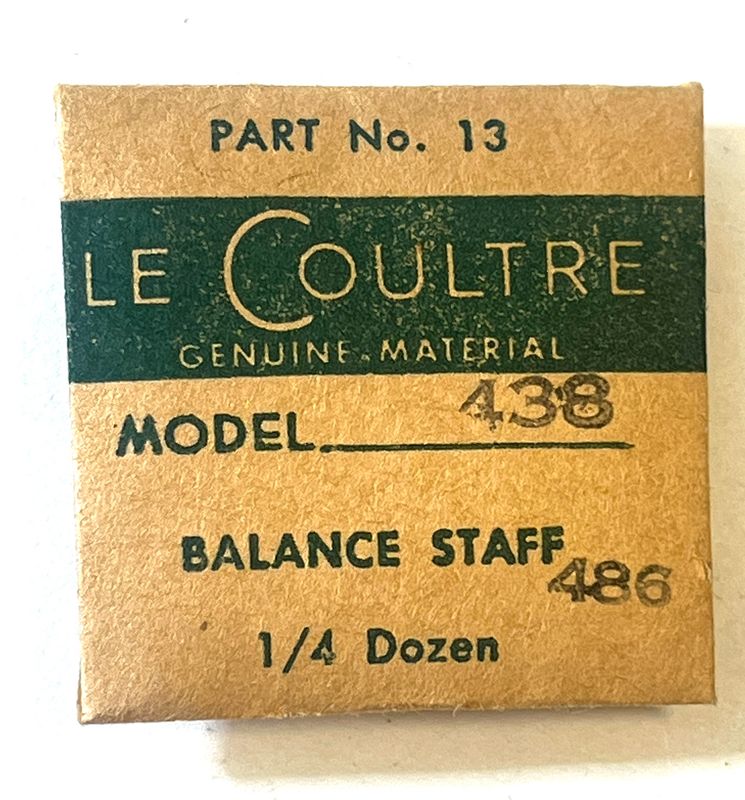 PART No. 13
LE COULTRE
GENUINE MATERIAL
MODEL 438
BALANCE STAFF
486
1/4 Dozen